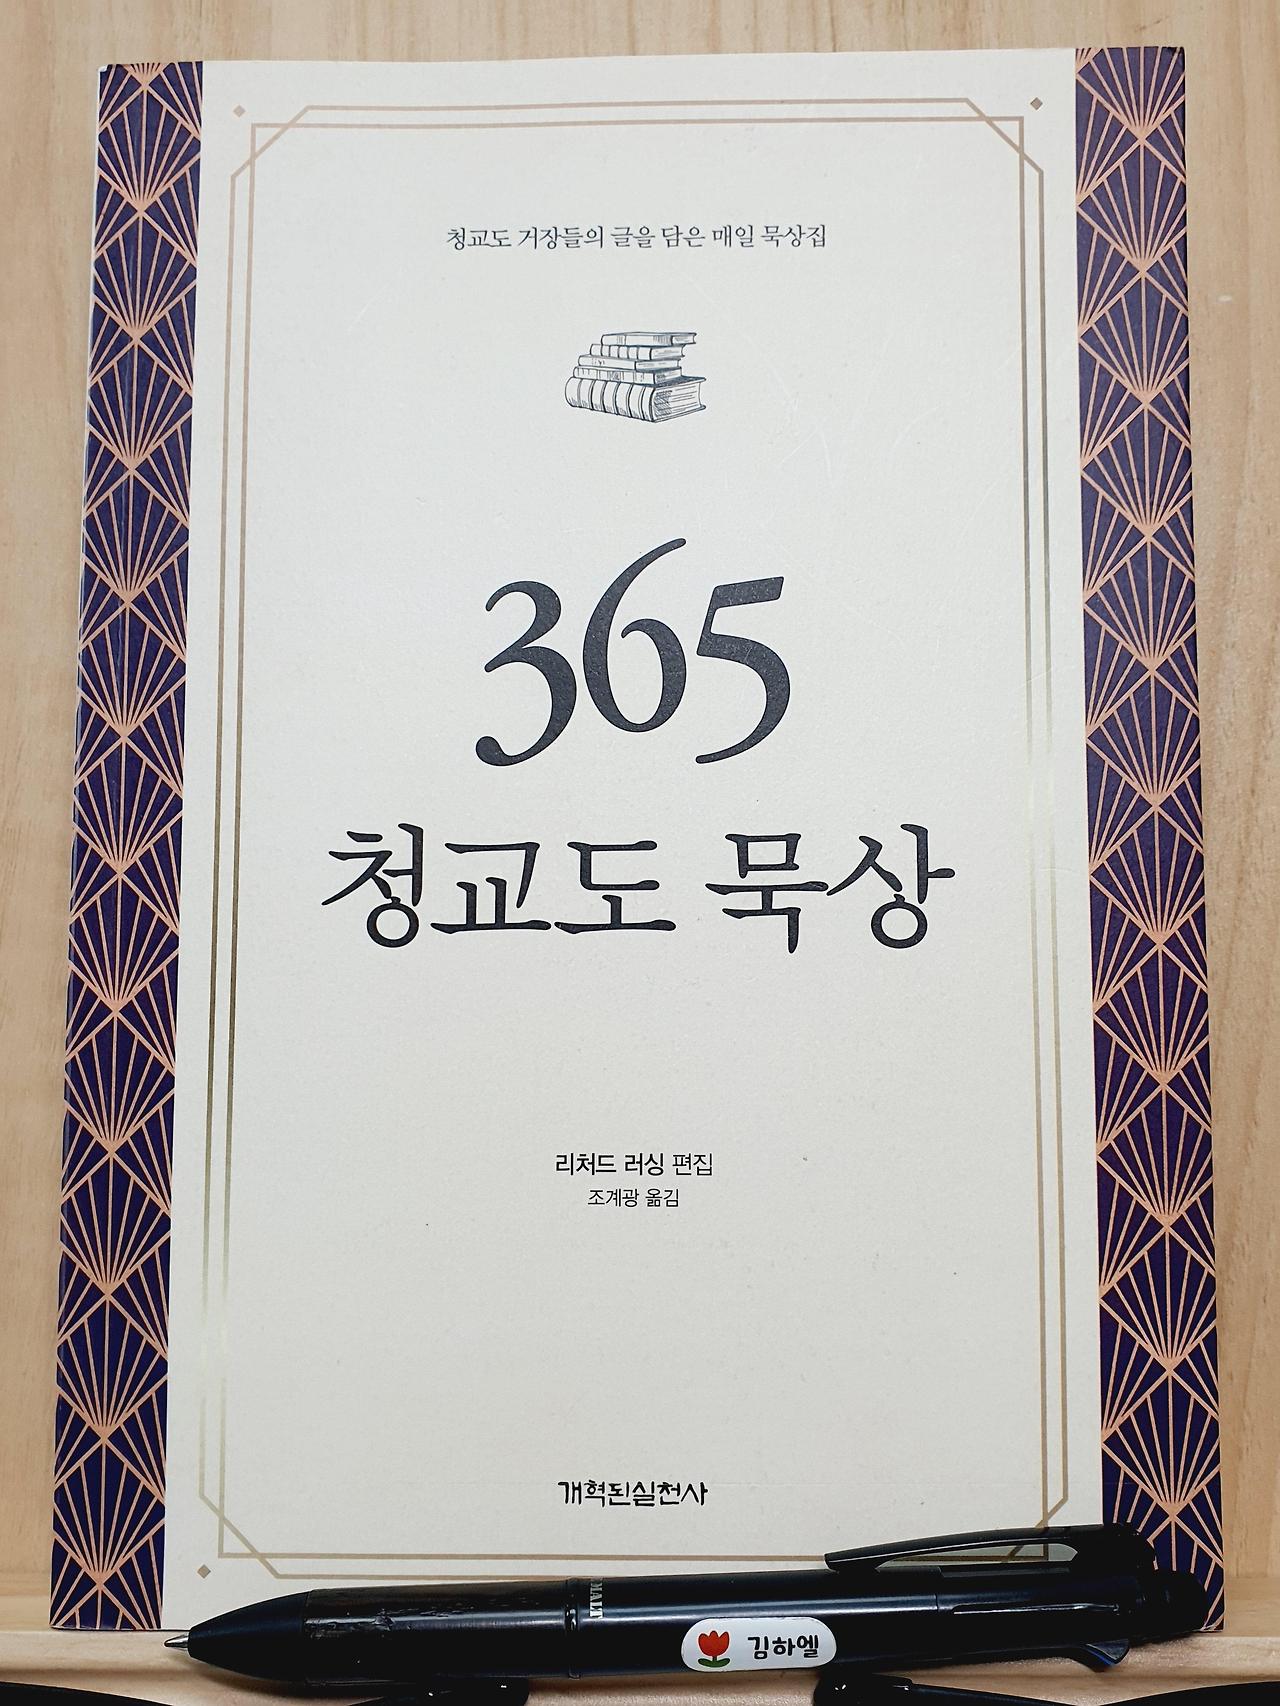 청교도 거장들의 글을 담은 매일 묵상집
365
청교도 묵상
리처드 러싱 편집
조계광 옮김
개혁된실천사
김하엘